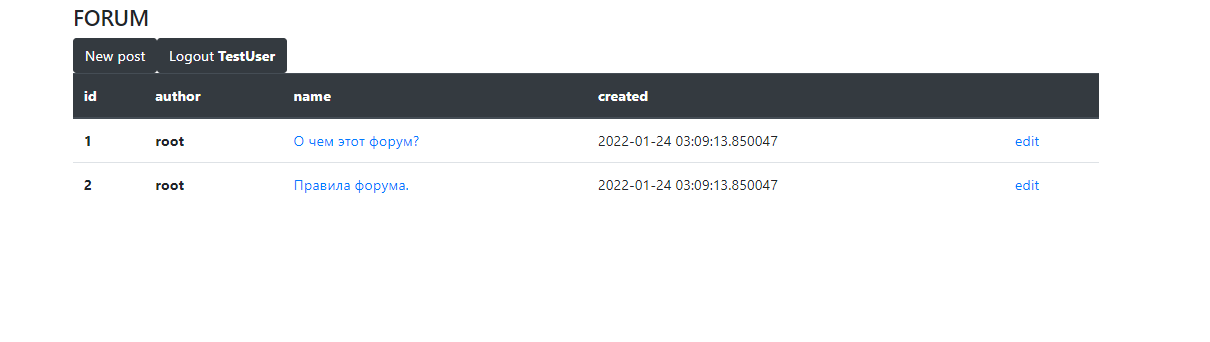 FORUM
New post Logout TestUser
id author name created
1 root О чем этот форум? 2022-01-24 03:09:13.850047 edit
2 root Правила форума. 2022-01-24 03:09:13.850047 edit